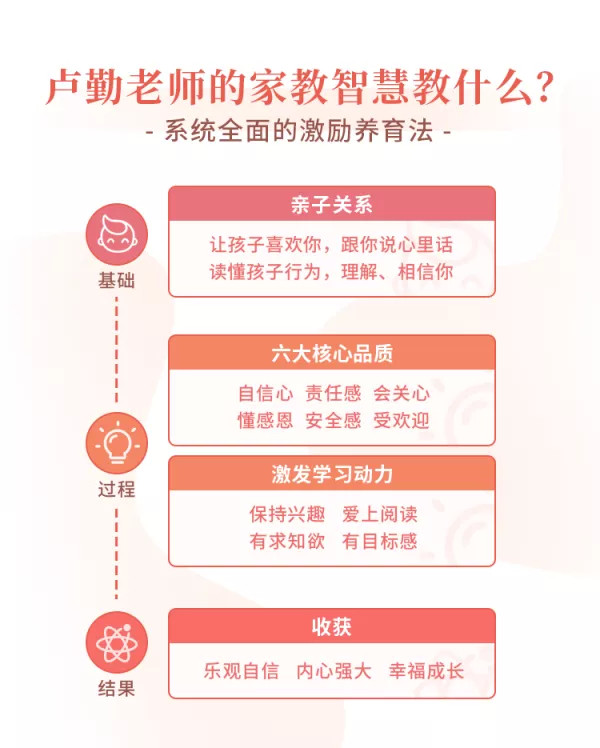 卢勤老师的家教智慧教什么？
- 系统全面的激励养育法 -
基础
亲子关系
让孩子喜欢你，跟你说心里话
读懂孩子行为，理解、相信你
过程
六大核心品质
自信心 责任感 会关心
懂感恩 安全感 受欢迎
激发学习动力
保持兴趣 爱上阅读
有求知欲 有目标感
结果
收获
乐观自信 内心强大 幸福成长